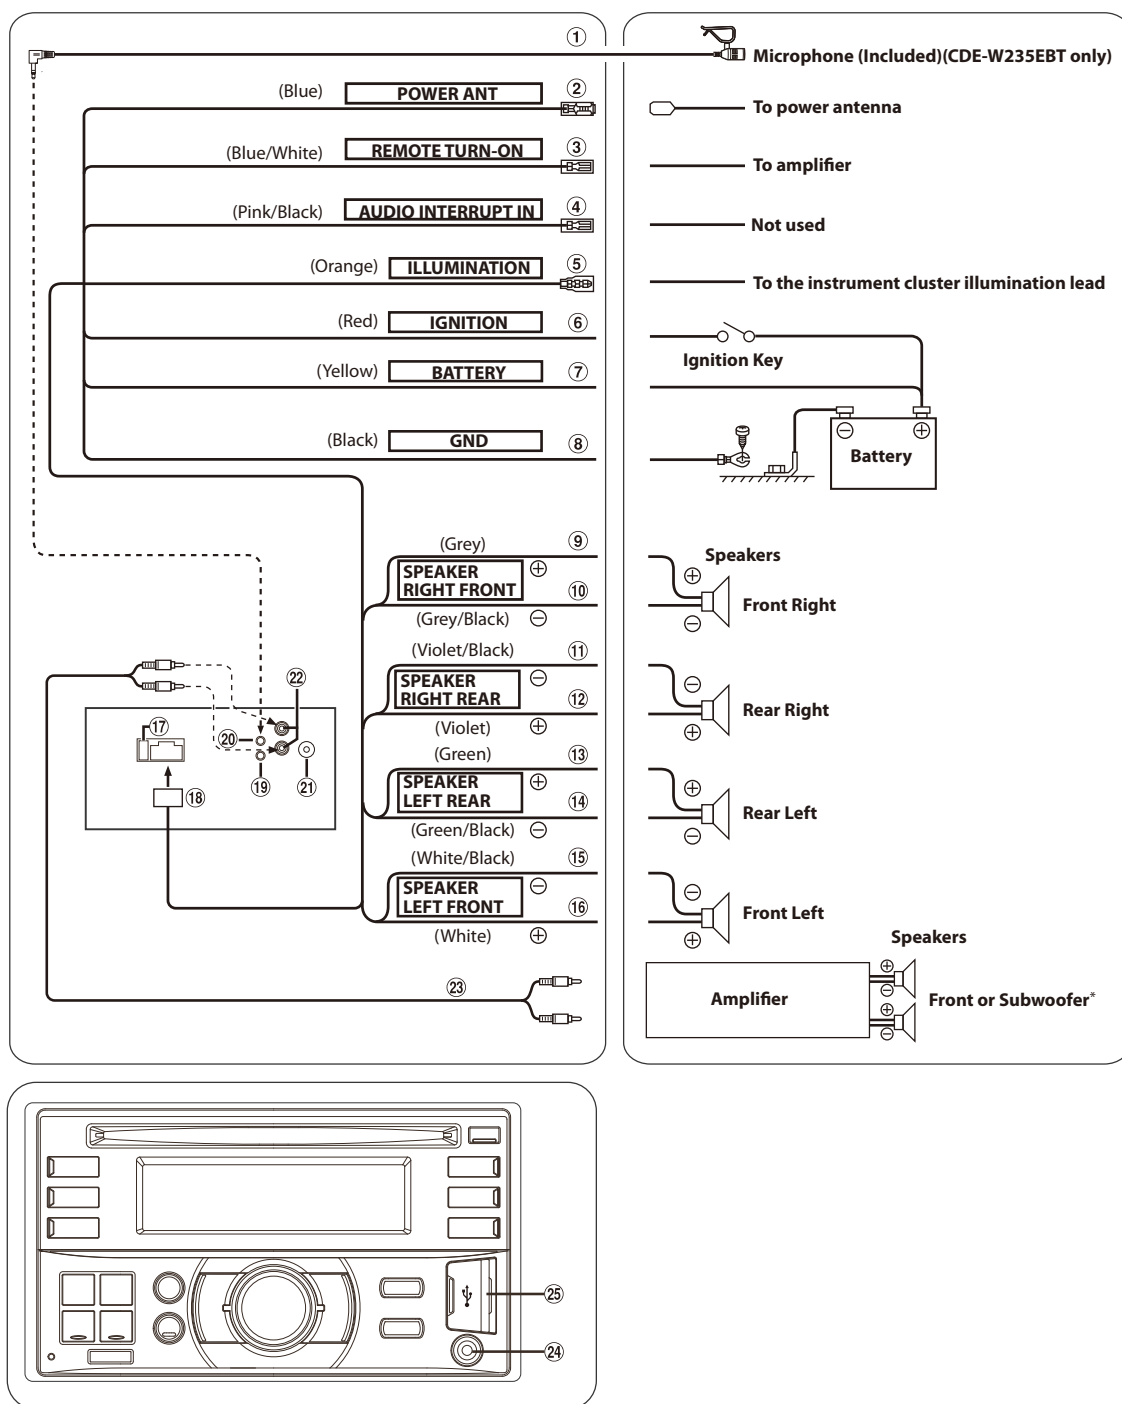 ①
Microphone (Included)(CDE-W235EBT only)
(Blue) POWER ANT ② To power antenna
(Blue/White) REMOTE TURN-ON ③ To amplifier
(Pink/Black) AUDIO INTERRUPT IN ④ Not used
(Orange) ILLUMINATION ⑤ To the instrument cluster illumination lead
(Red) IGNITION ⑥
Ignition Key
(Yellow) BATTERY ⑦
(Black) GND ⑧
⊖ ⊕
Battery
(Grey) ⑨
SPEAKER
RIGHT FRONT ⊕ ⑩
(Grey/Black) ⊖
Speakers
⊕
Front Right
⊖
(Violet/Black) ⑪
SPEAKER
RIGHT REAR ⊖ ⑫
(Violet) ⊕
⊖
Rear Right
⊕
(Green) ⑬
SPEAKER
LEFT REAR ⊕ ⑭
(Green/Black) ⊖
⊕
Rear Left
⊖
(White/Black) ⑮
SPEAKER
LEFT FRONT ⊖ ⑯
(White) ⊕
⊖
Front Left
⊕
㉒
⑰
⑳
⑱
⑲
㉑
㉓
Speakers
Amplifier
⊕
⊖
⊕
⊖
Front or Subwoofer*
㉕
㉔